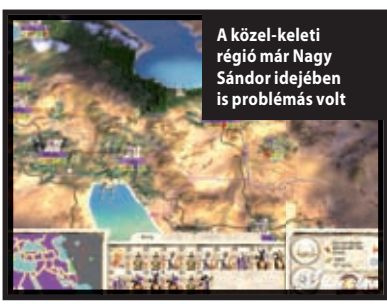 A közel-keleti
régió már Nagy
Sándor idejében
is problémás volt